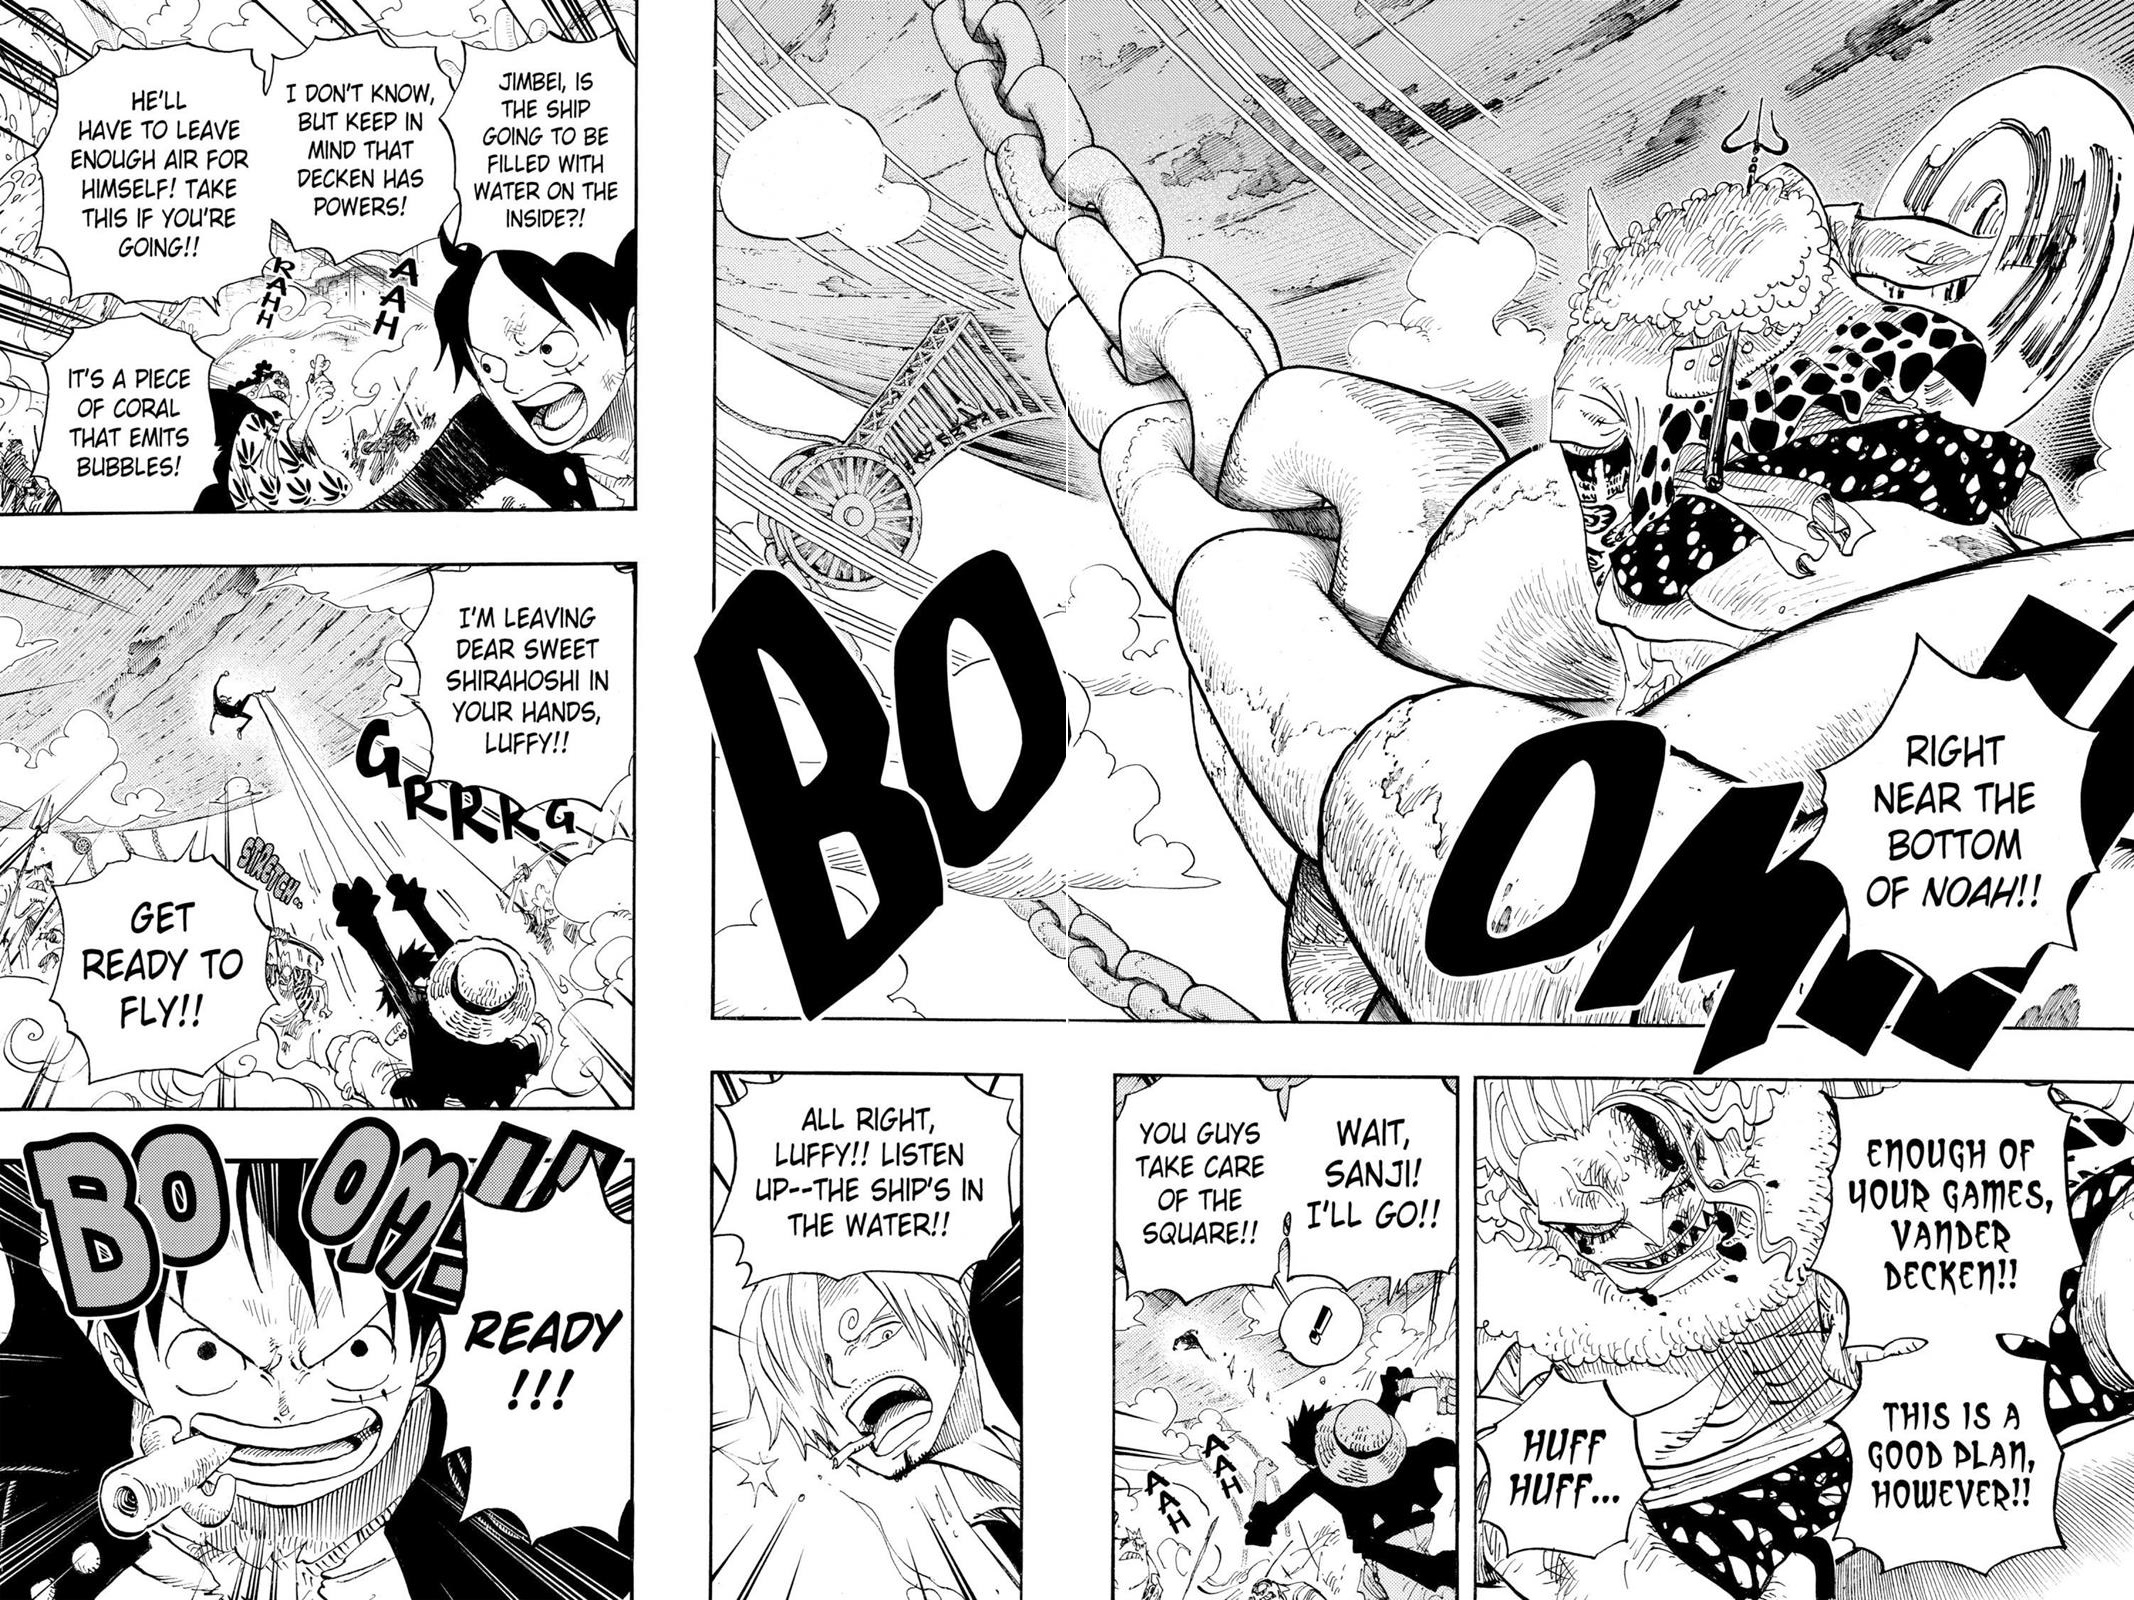 RIGHT
NEAR THE
BOTTOM
OF NOAH!!
BOOM!!
ENOUGH OF
YOUR GAMES,
VANDER
DECKEN!!
THIS IS A
GOOD PLAN,
HOWEVER!!
HUFF
HUFF...
WAIT,
SANJI!
I'LL GO!!
YOU GUYS
TAKE CARE
OF THE
SQUARE!!
!
AAH
AAH
ALL RIGHT,
LUFFY!! LISTEN
UP--THE SHIP'S IN
THE WATER!!
JIMBEI, IS
THE SHIP
GOING TO BE
FILLED WITH
WATER ON THE
INSIDE?!
I DON'T KNOW,
BUT KEEP IN
MIND THAT
DECKEN HAS
POWERS!
HE'LL
HAVE TO LEAVE
ENOUGH AIR FOR
HIMSELF! TAKE
THIS IF YOU'RE
GOING!!
AAH
RAHH
IT'S A PIECE
OF CORAL
THAT EMITS
BUBBLES!
I'M LEAVING
DEAR SWEET
SHIRAHOSHI IN
YOUR HANDS,
LUFFY!!
GRRRG
STRETCH..
GET
READY TO
FLY!!
BOOM!!
READY
!!!